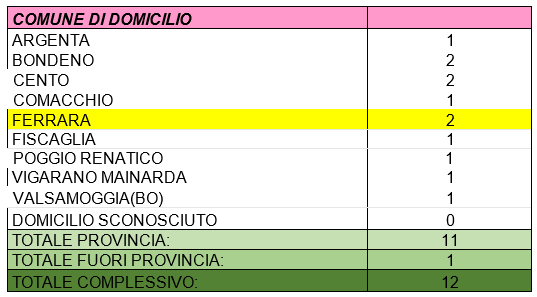 COMUNE DI DOMICILIO
ARGENTA 1
BONDENO 2
CENTO 2
COMACCHIO 1
FERRARA 2
FISCAGLIA 1
POGGIO RENATICO 1
VIGARANO MAINARDA 1
VALSAMOGGIA(BO) 1
DOMICILIO SCONOSCIUTO 0
TOTALE PROVINCIA: 11
TOTALE FUORI PROVINCIA: 1
TOTALE COMPLESSIVO: 12